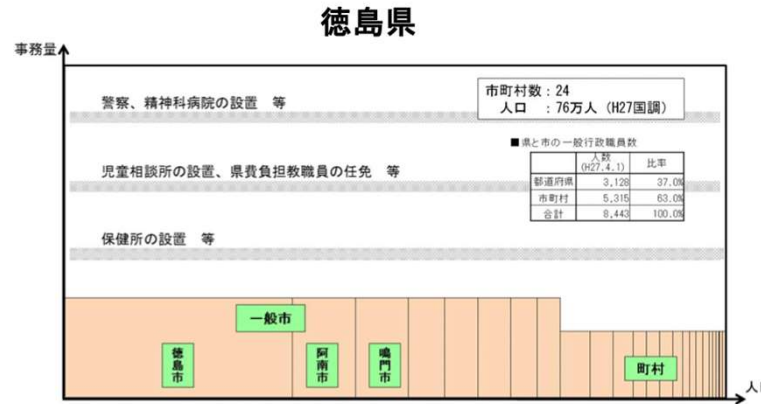 徳島県
事務量
警察、精神科病院の設置　等
市町村数：24
人口　：76万人（H27国調）
■県と市の一般行政職員数
人数
(H27.4.1)
比率
都道府県 3,128 37.0%
市町村 5,315 63.0%
合計 8,443 100.0%
児童相談所の設置、県費負担教職員の任免　等
保健所の設置　等
一般市
徳島市
阿南市
鳴門市
町村
人口